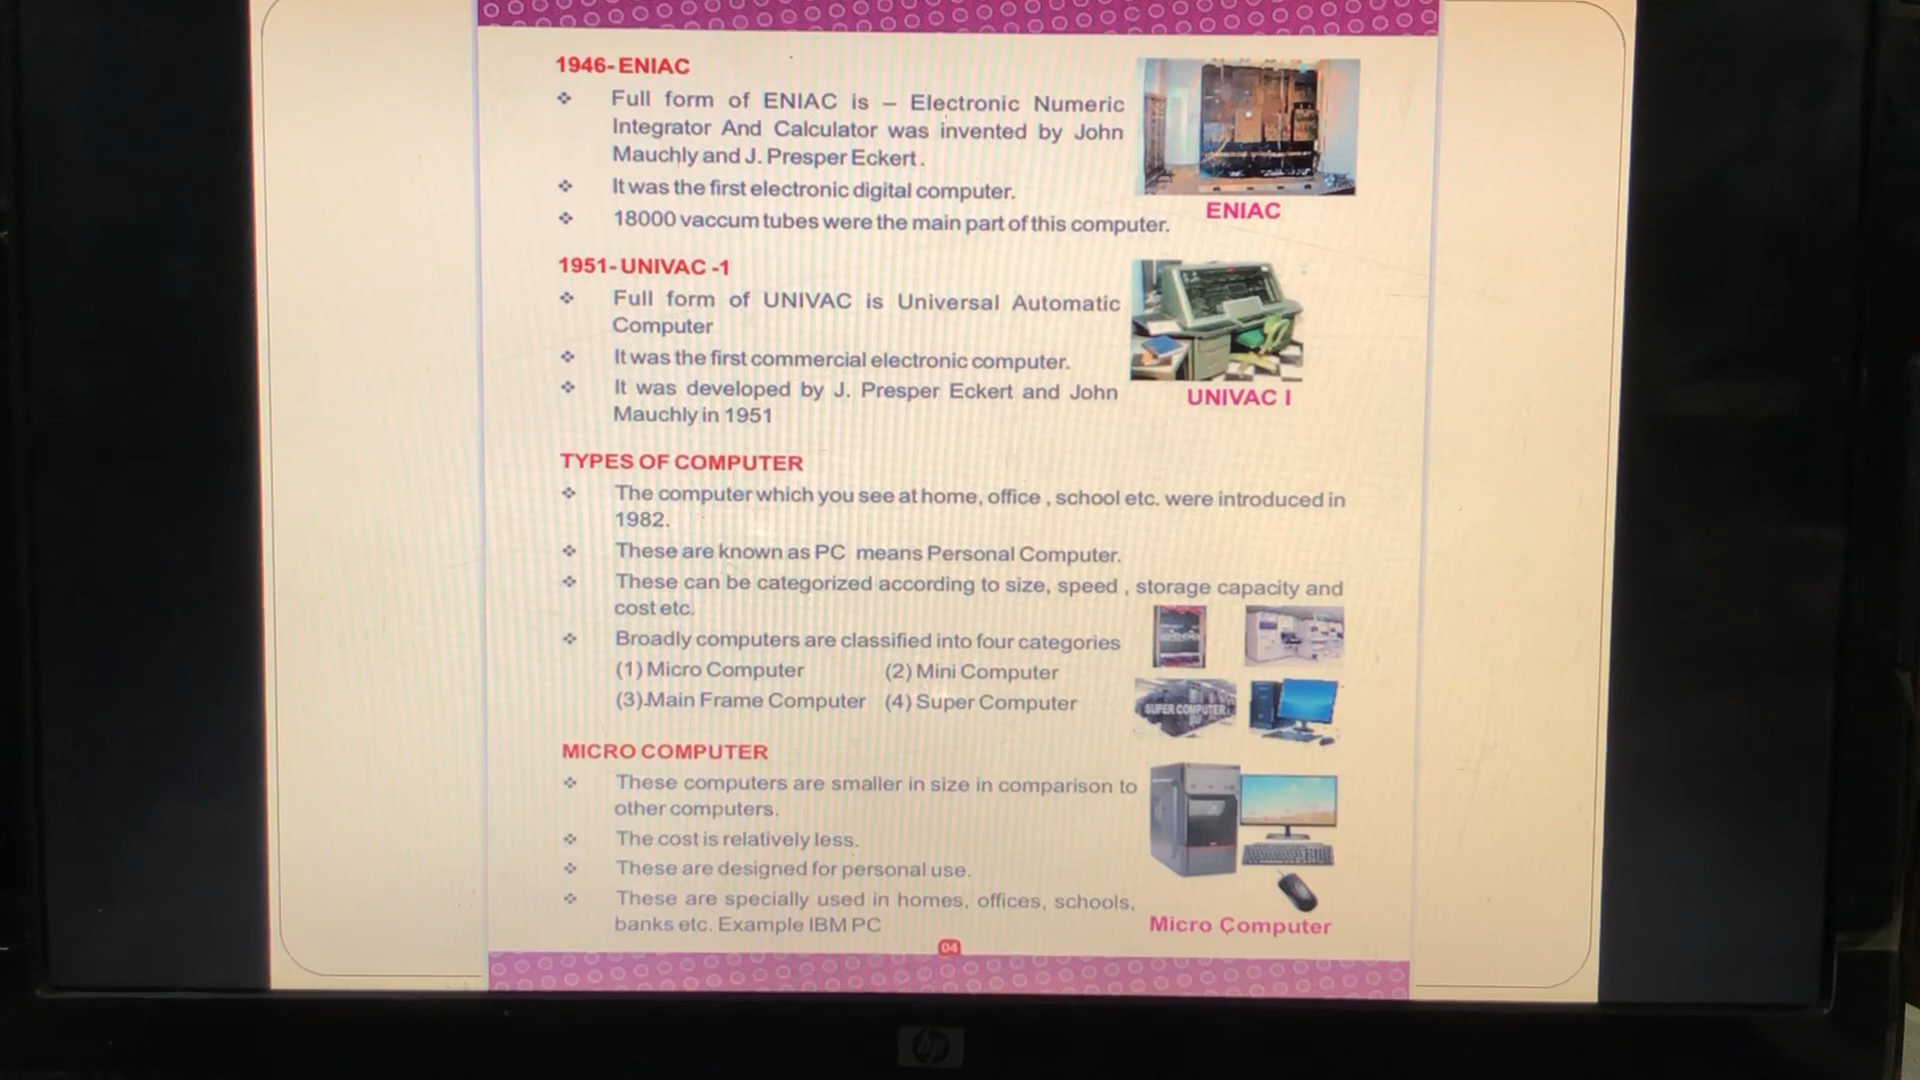 1946- ENIAC
Full form of ENIAC is – Electronic Numeric
Integrator And Calculator was invented by John
Mauchly and J. Presper Eckert .
It was the first electronic digital computer.
18000 vaccum tubes were the main part of this computer.
ENIAC
1951- UNIVAC -1
Full form of UNIVAC is Universal Automatic
Computer
It was the first commercial electronic computer.
It was developed by J. Presper Eckert and John
Mauchly in 1951
UNIVAC I
TYPES OF COMPUTER
The computer which you see at home, office , school etc. were introduced in
1982.
These are known as PC means Personal Computer.
These can be categorized according to size, speed , storage capacity and
cost etc.
Broadly computers are classified into four categories
(1) Micro Computer (2) Mini Computer
(3).Main Frame Computer (4) Super Computer
SUPER COMPUTER
MICRO COMPUTER
These computers are smaller in size in comparison to
other computers.
The cost is relatively less.
These are designed for personal use.
These are specially used in homes, offices, schools,
banks etc. Example IBM PC
Micro Computer
04
hp